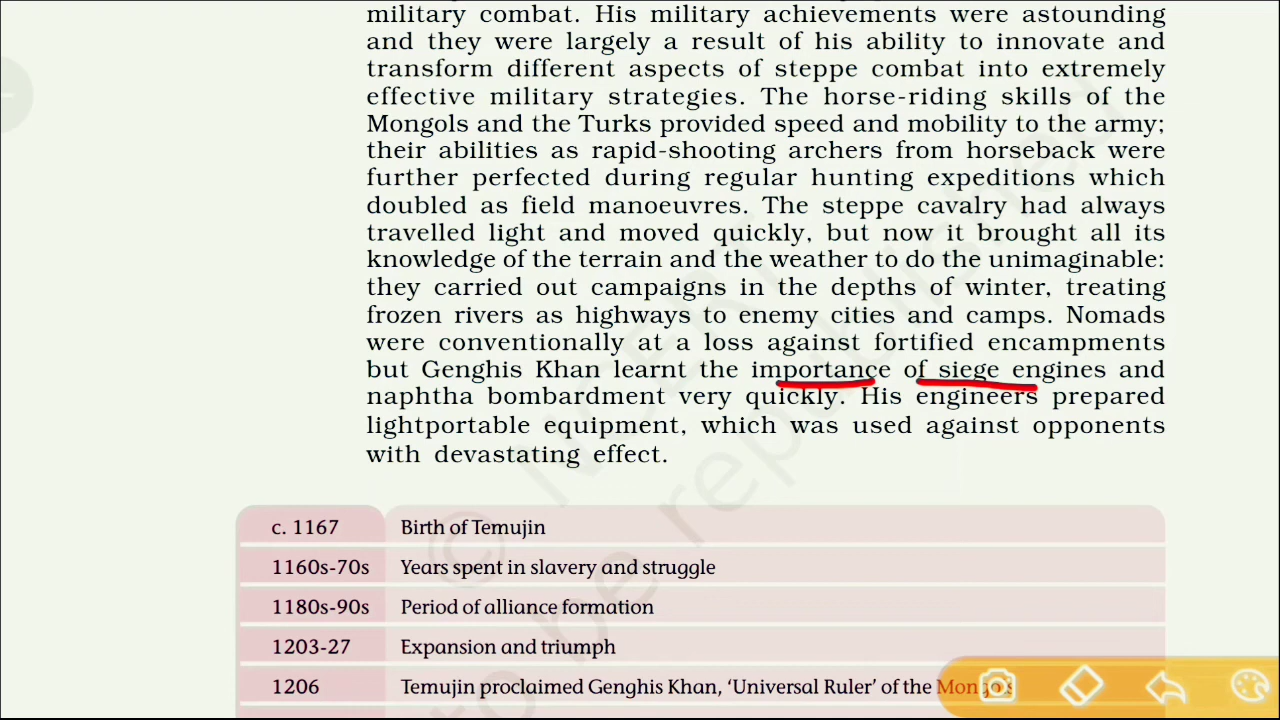 military combat. His military achievements were astounding
and they were largely a result of his ability to innovate and
transform different aspects of steppe combat into extremely
effective military strategies. The horse-riding skills of the
Mongols and the Turks provided speed and mobility to the army;
their abilities as rapid-shooting archers from horseback were
further perfected during regular hunting expeditions which
doubled as field manoeuvres. The steppe cavalry had always
travelled light and moved quickly, but now it brought all its
knowledge of the terrain and the weather to do the unimaginable:
they carried out campaigns in the depths of winter, treating
frozen rivers as highways to enemy cities and camps. Nomads
were conventionally at a loss against fortified encampments
but Genghis Khan learnt the importance of siege engines and
naphtha bombardment very quickly. His engineers prepared
lightportable equipment, which was used against opponents
with devastating effect.
c. 1167 Birth of Temujin
1160s-70s Years spent in slavery and struggle
1180s-90s Period of alliance formation
1203-27 Expansion and triumph
1206 Temujin proclaimed Genghis Khan, ‘Universal Ruler’ of the Mongols
© NCERT
to be republished